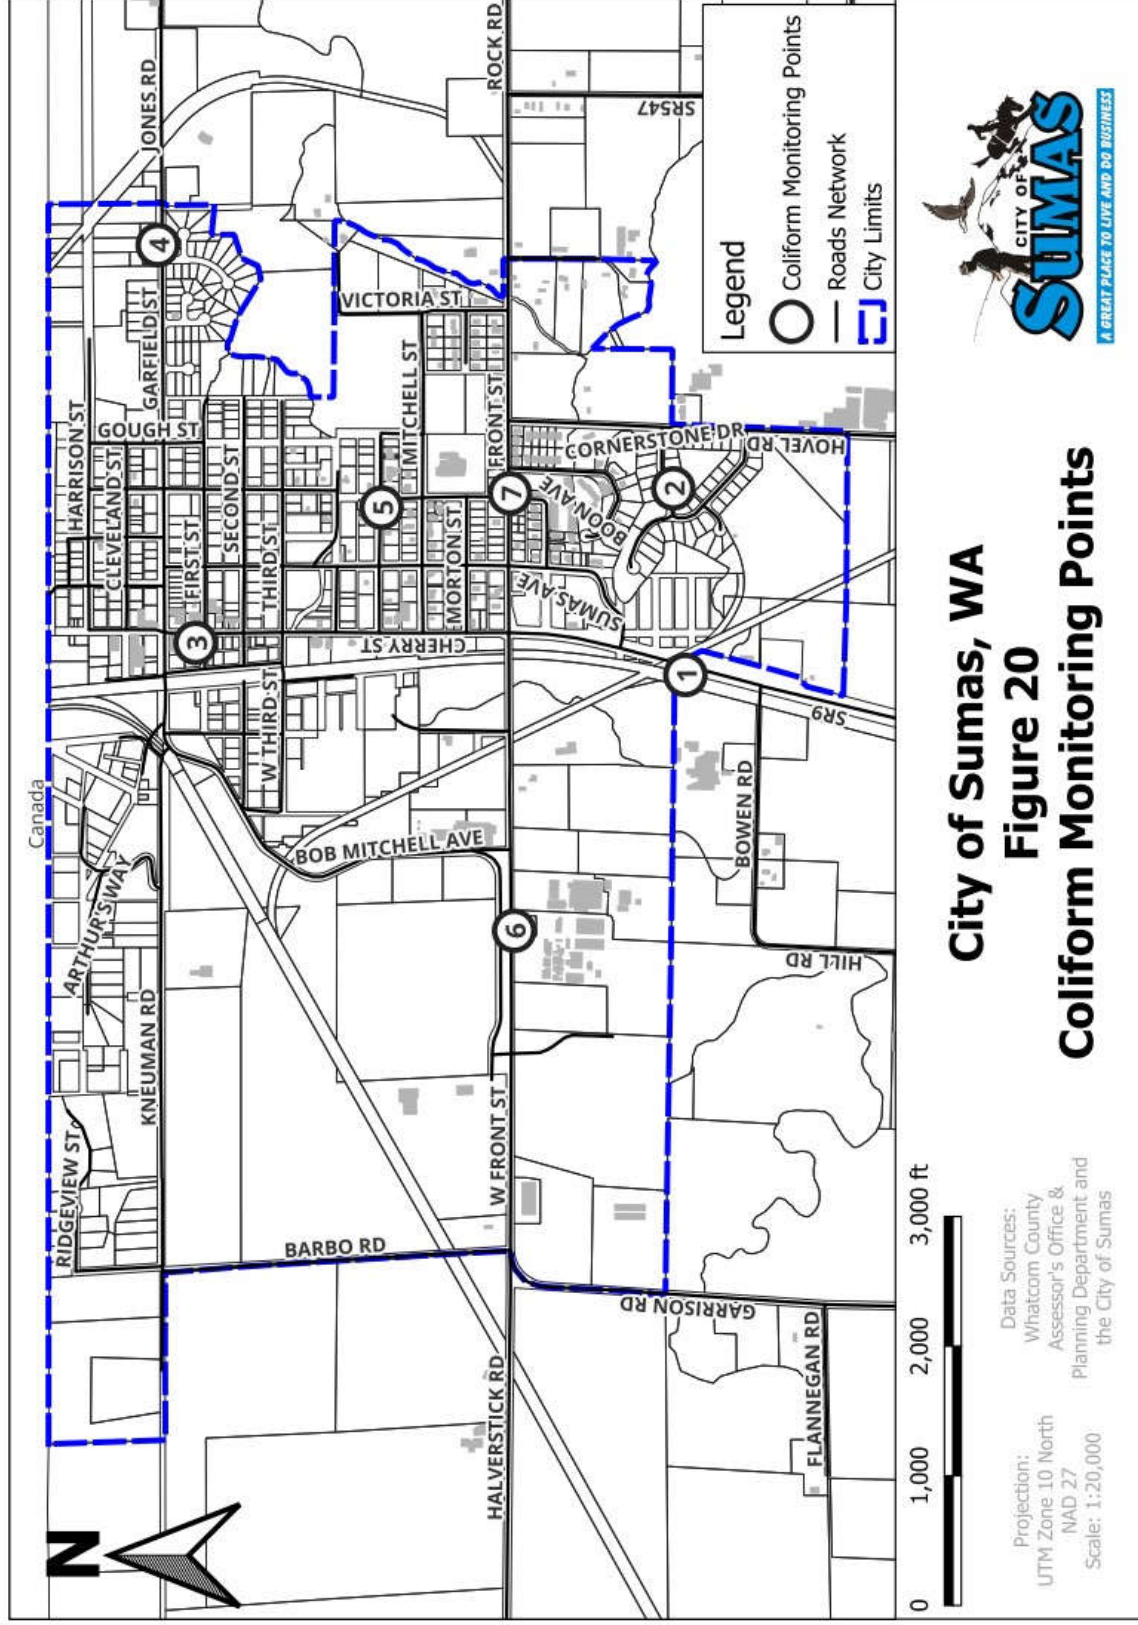 N
Canada
RIDGEVIEW ST
KNEUMAN RD
ARTHUR'S WAY
HARRISON ST
CLEVELAND ST
GOUGH ST
GARFIELD ST
JONES RD
4
FIRST ST
SECOND ST
THIRD ST
3
W THIRD ST
CHERRY ST
BARBO RD
BOB MITCHELL AVE
5
MITCHELL ST
VICTORIA ST
MORTON ST
HALVERSTICK RD
W FRONT ST
6
7
FRONT ST
ROCK RD
SUMAS AVE
BOON AVE
CORNERSTONE DR
2
1
SR547
HOVEL RD
GARRISON RD
FLANNEGAN RD
HILL RD
BOWEN RD
SR9
Legend
Coliform Monitoring Points
Roads Network
City Limits
0
1,000
2,000
3,000 ft
Projection:
UTM Zone 10 North
NAD 27
Scale: 1:20,000
Data Sources:
Whatcom County
Assessor's Office &
Planning Department and
the City of Sumas
City of Sumas, WA
Figure 20
Coliform Monitoring Points
CITY OF
SUMAS
A GREAT PLACE TO LIVE AND DO BUSINESS